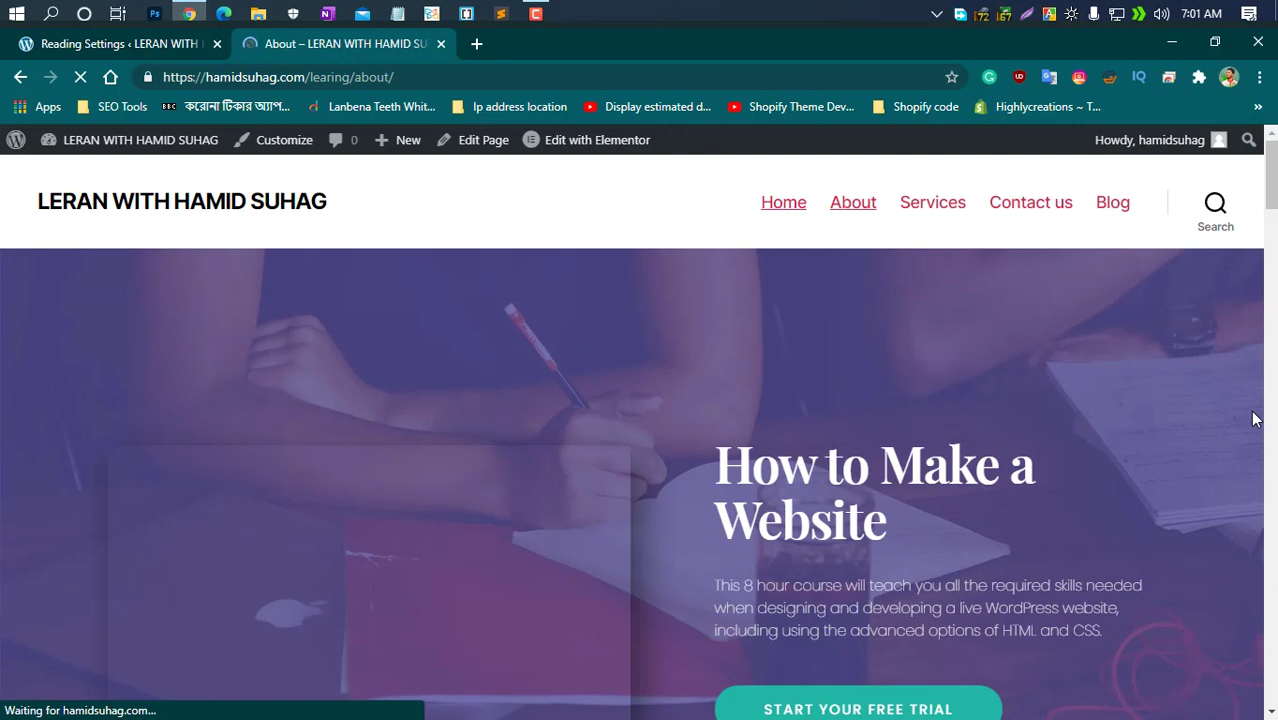 7:01 AM
Reading Settings ‹ LERAN WITH H
About – LERAN WITH HAMID SU
https://hamidsuhag.com/learing/about/
Apps
SEO Tools
BBC করোনা টিকার অ্যাপ...
Lanbena Teeth Whit...
Ip address location
Display estimated d...
Shopify Theme Dev...
Shopify code
Highlycreations ~ T...
»
LERAN WITH HAMID SUHAG
Customize
0
New
Edit Page
Edit with Elementor
Howdy, hamidsuhag
LERAN WITH HAMID SUHAG
Home
About
Services
Contact us
Blog
Search
How to Make a
Website
This 8 hour course will teach you all the required skills needed
when designing and developing a live WordPress website,
including using the advanced options of HTML and CSS.
START YOUR FREE TRIAL
Waiting for hamidsuhag.com...